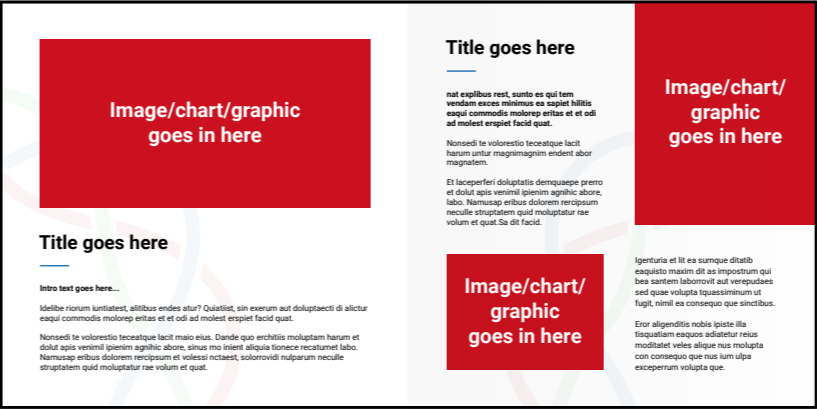 Image/chart/graphic
goes in here
Title goes here
Intro text goes here...
Idelibe riorum iuntiatest, alitibus endes atur? Quiatiist, sin exerum aut doluptaecti di alictur
eaqui commodis molorep eritas et et odi ad molest erspiet facid quat.
Nonsedi te volorestio teceatque lacit maio eius. Dande quo erchitiis moluptam harum et
dolut apis venimil ipienim agnihic abore, sinus mo inient aliquia tionece recatumet labo.
Namusap eribus dolorem rercipsum et volessi nctaest, solorrovidi nulparum neculle
struptatem quid moluptatur rae volum et quat.
Title goes here
nat explibus rest, sunto es qui tem
vendam exces minimus ea sapiet hilitis
eaqui commodis molorep eritas et et odi
ad molest erspiet facid quat.
Nonsedi te volorestio teceatque lacit
harum untur magnimagnim endent abor
magnatem.
Et laceperferi doluptatis demquaepe prerro
et dolut apis venimil ipienim agnihic abore,
labo. Namusap eribus dolorem rercipsum
neculle struptatem quid moluptatur rae
volum et quat.Sa dit facid.
Image/chart/
graphic
goes in here
Image/chart/
graphic
goes in here
Igenturia et lit ea sumque ditatib
eaquisto maxim dit as impostrum qui
bea santem laborrovit aut verepudaes
sed quae volupta tquassiminum ut
fugit, nimil ea consequo que sinctibus.
Eror aligenditis nobis ipiste illa
tisquatiam eaquos adiatetur reius
moditatet veles alique nus molupta
con consequo que nus ium ulpa
exceperrum volupta que.